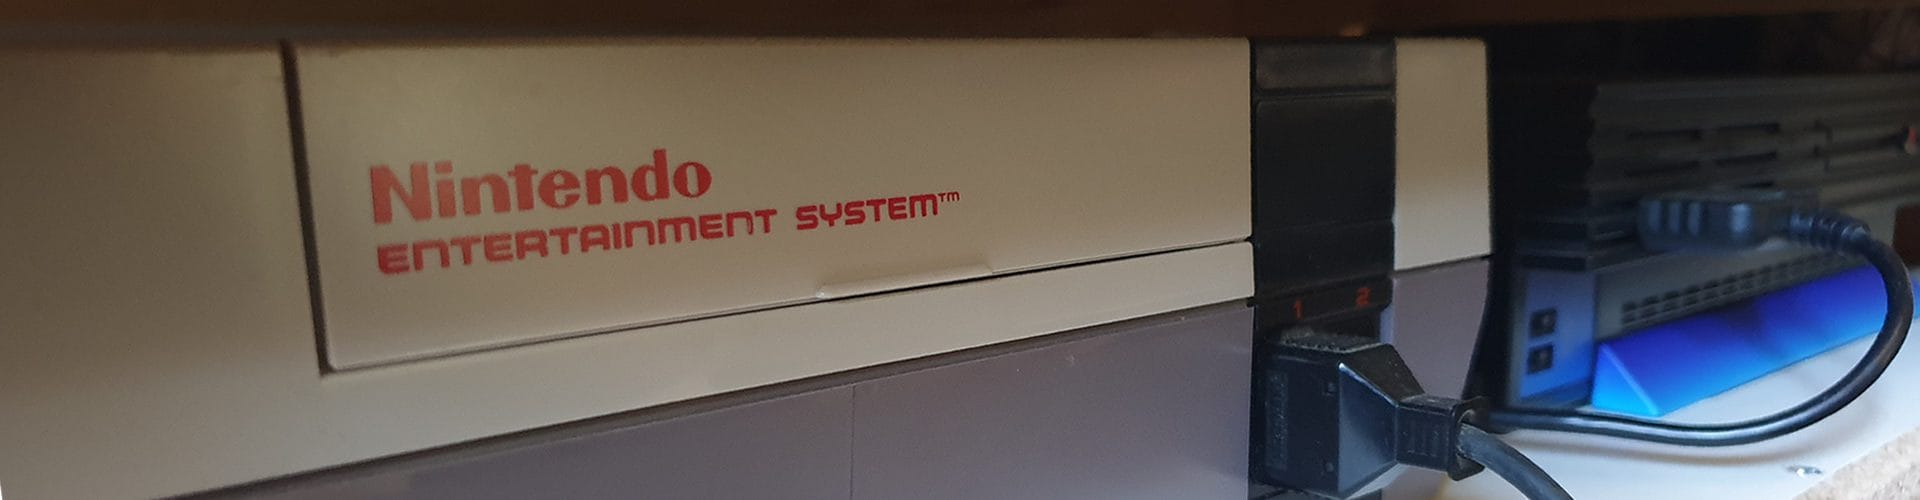 Nintendo
ENTERTAINMENT SYSTEM™
1 2